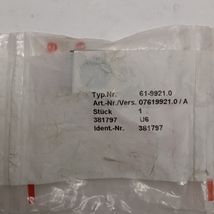 Typ.Nr. 61-9921.0
Art.-Nr./Vers. 07619921.0 / A
Stück 1
381797 U6
Ident.-Nr. 381797